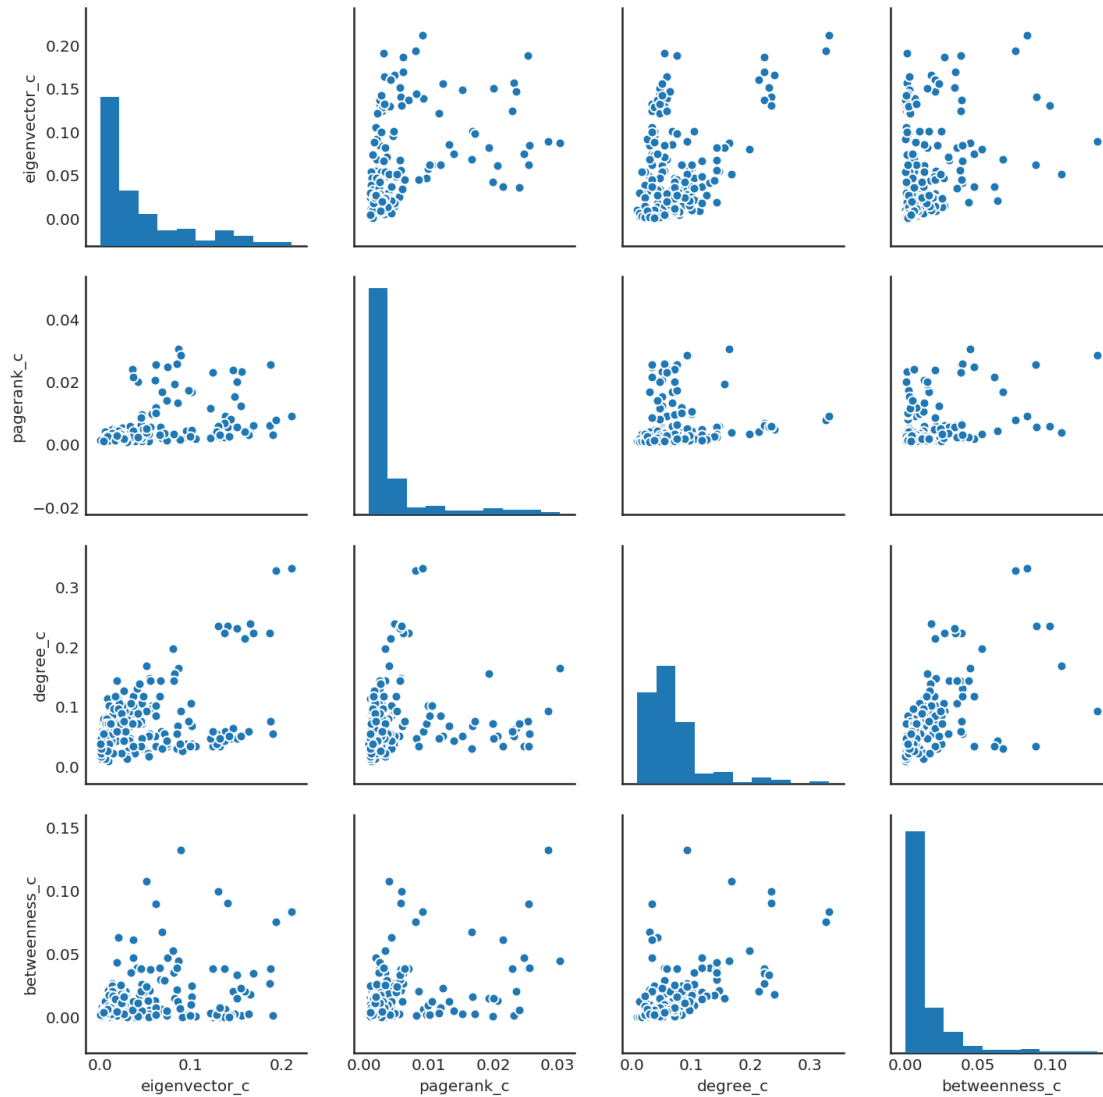 eigenvector_c
0.20
0.15
0.10
0.05
0.00
pagerank_c
0.04
0.02
0.00
−0.02
degree_c
0.3
0.2
0.1
0.0
betweenness_c
0.15
0.10
0.05
0.00
0.0 0.1 0.2 0.00 0.01 0.02 0.03 0.0 0.1 0.2 0.3 0.00 0.05 0.10
eigenvector_c pagerank_c degree_c betweenness_c